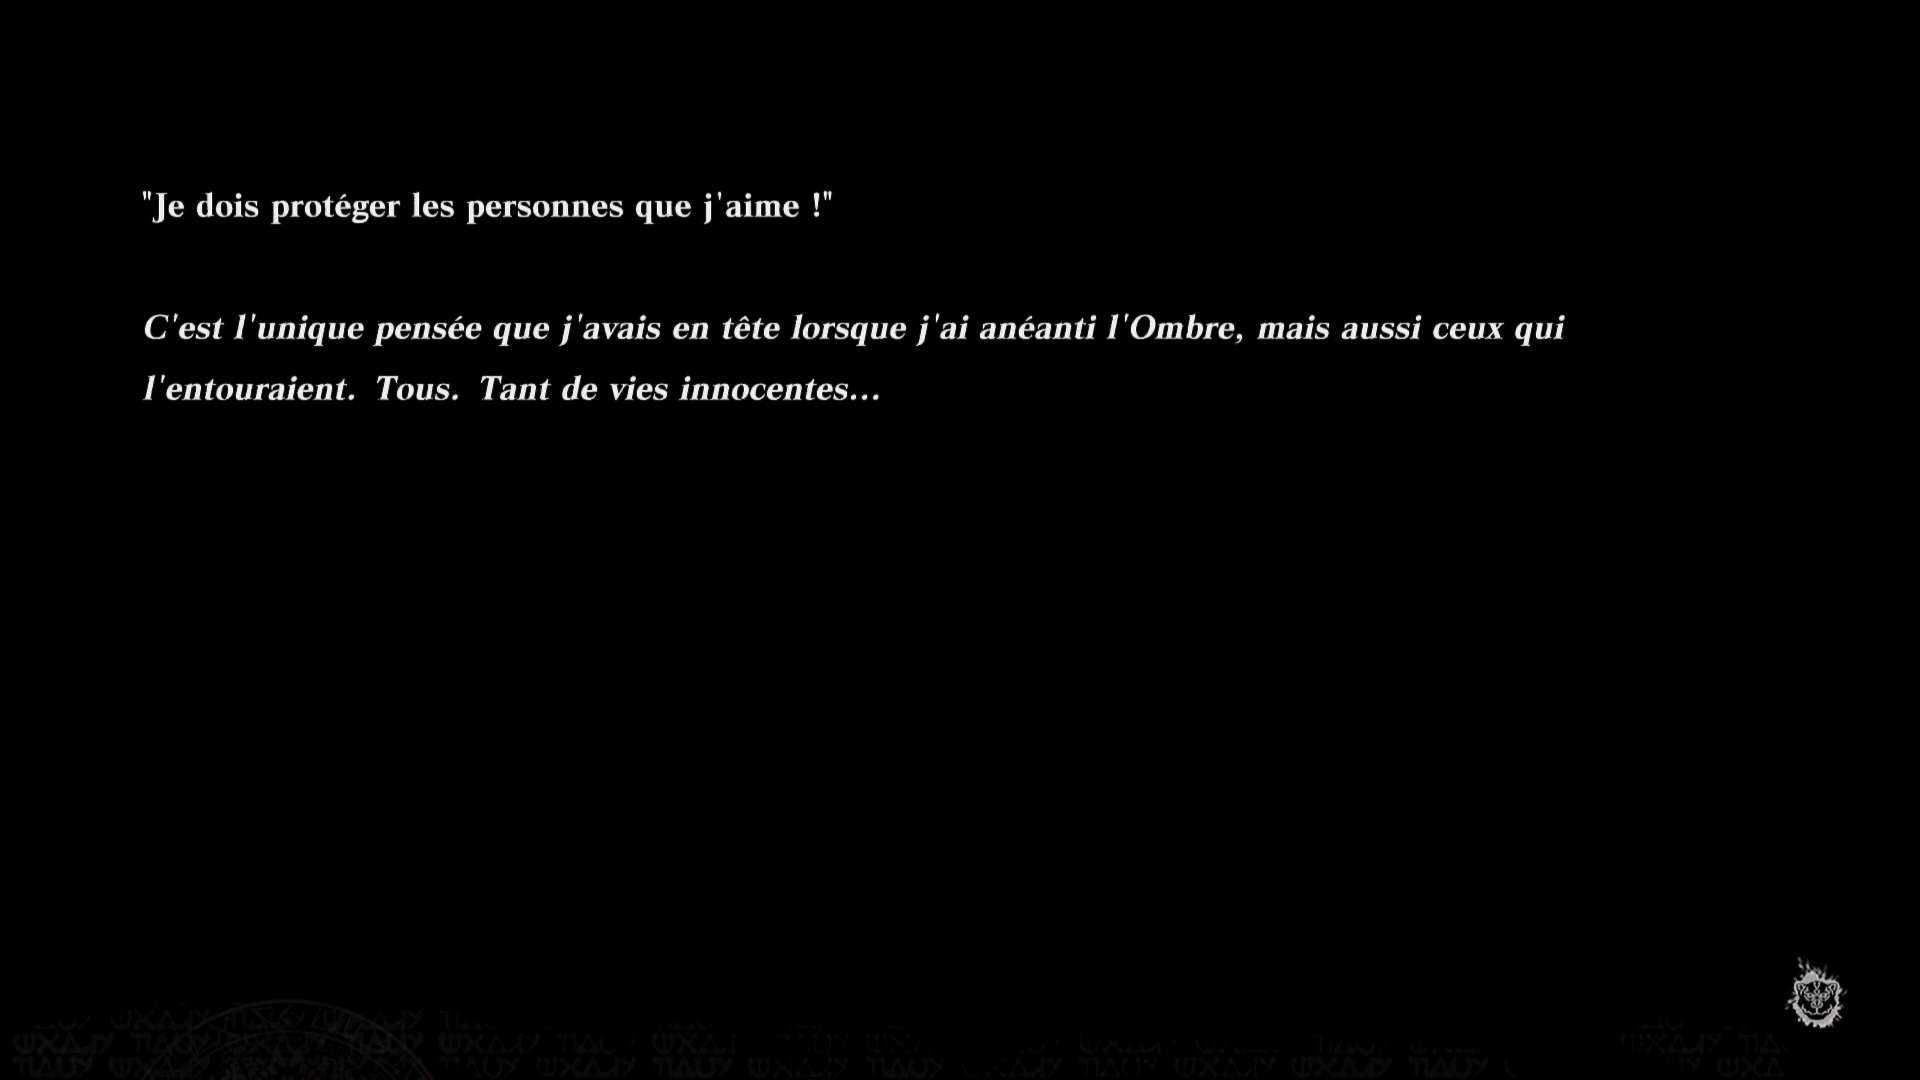 "Je dois protéger les personnes que j'aime !"
C'est l'unique pensée que j'avais en tête lorsque j'ai anéanti l'Ombre, mais aussi ceux qui
l'entouraient. Tous. Tant de vies innocentes...